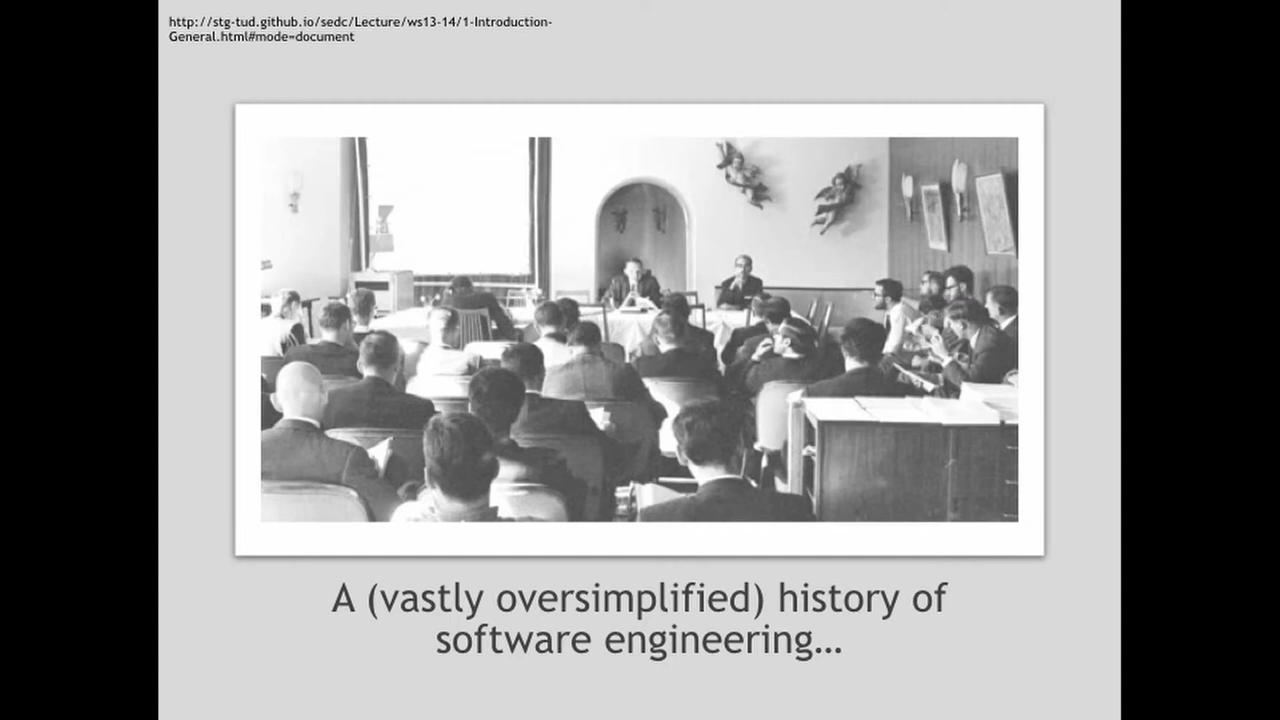 http://stg-tud.github.io/sedc/Lecture/ws13-14/1-Introduction-
General.html#mode=document
A (vastly oversimplified) history of
software engineering…